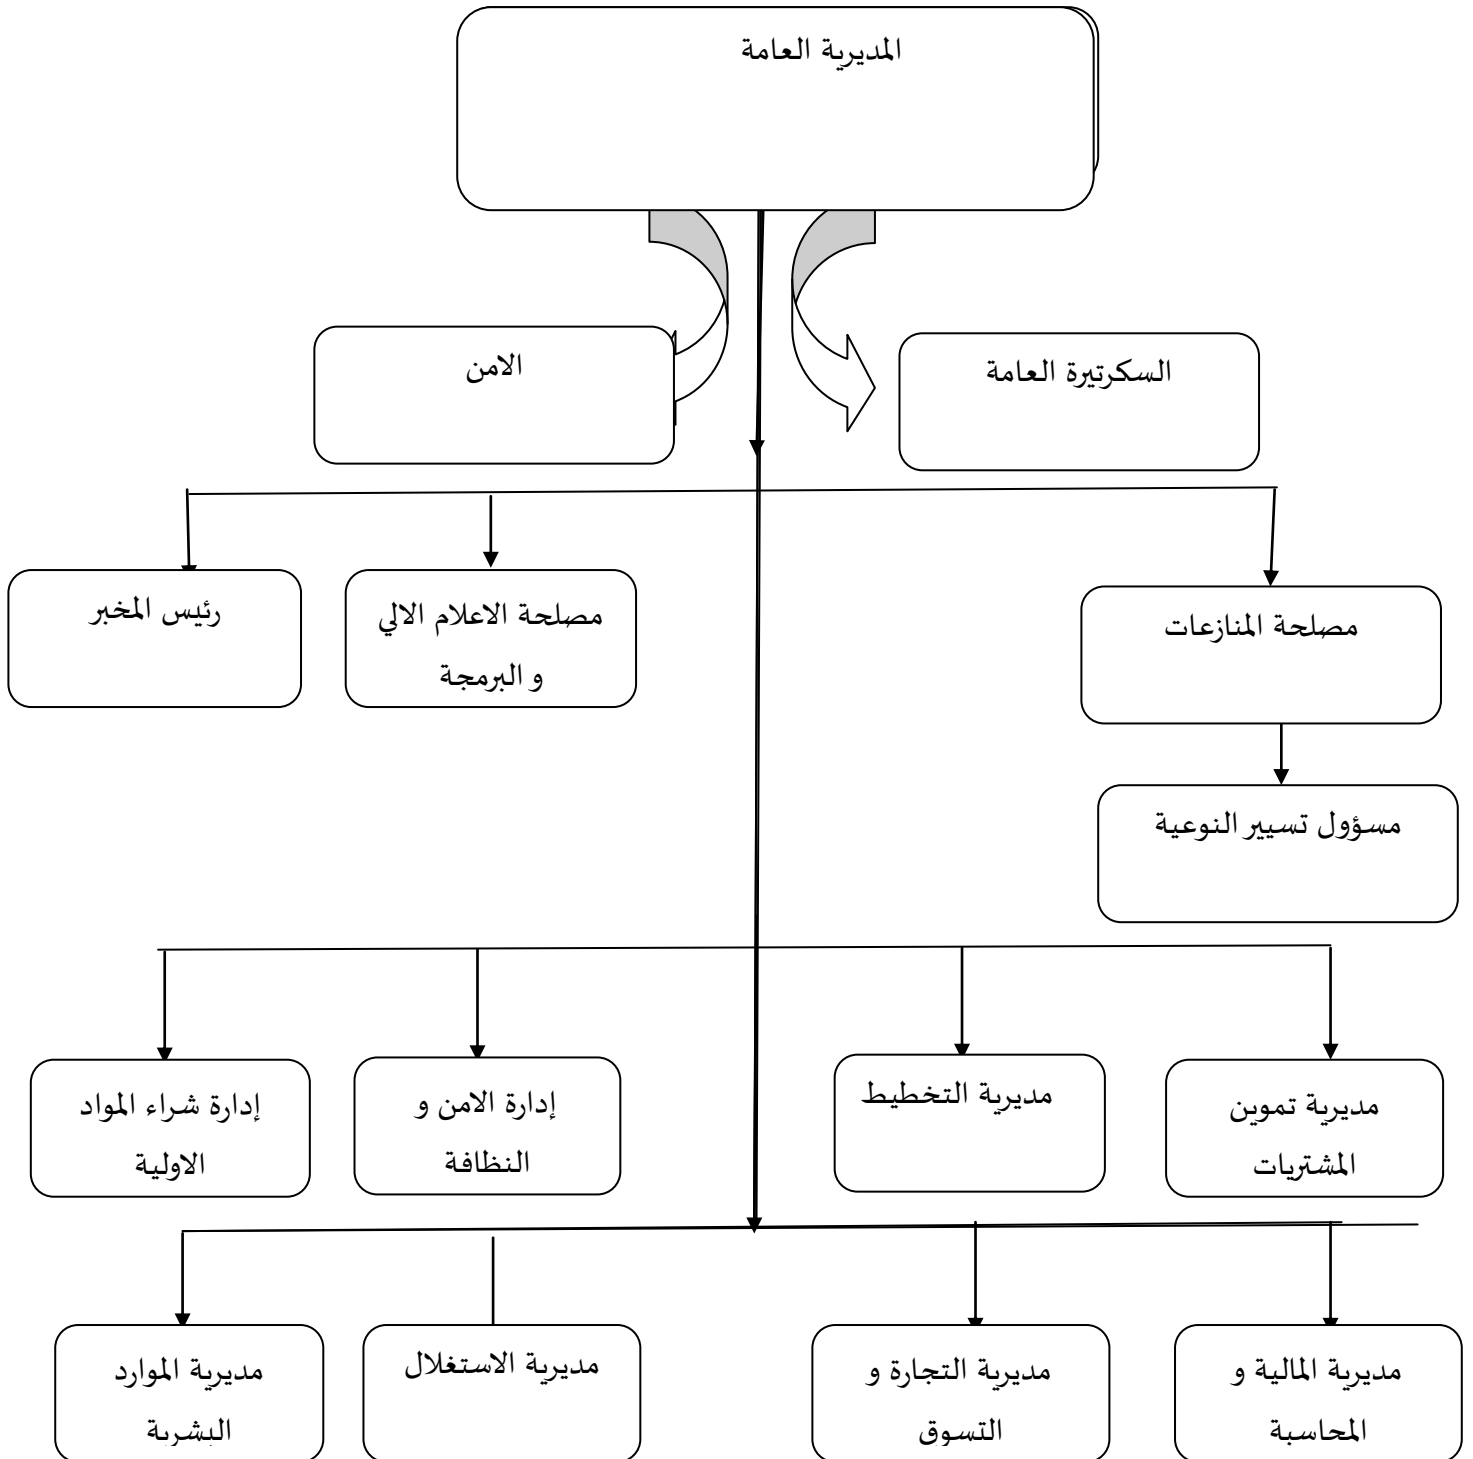 المديرية العامة
السكرتيرة العامة
الامن
مصلحة المنازعات
مصلحة الاعلام الالي
و البرمجة
رئيس المخبر
مسؤول تسيير النوعية
مديرية تموين
المشتريات
مديرية التخطيط
إدارة الامن و
النظافة
إدارة شراء المواد
الاولية
مديرية المالية و
المحاسبة
مديرية التجارة و
التسوق
مديرية الاستغلال
مديرية الموارد
البشرية